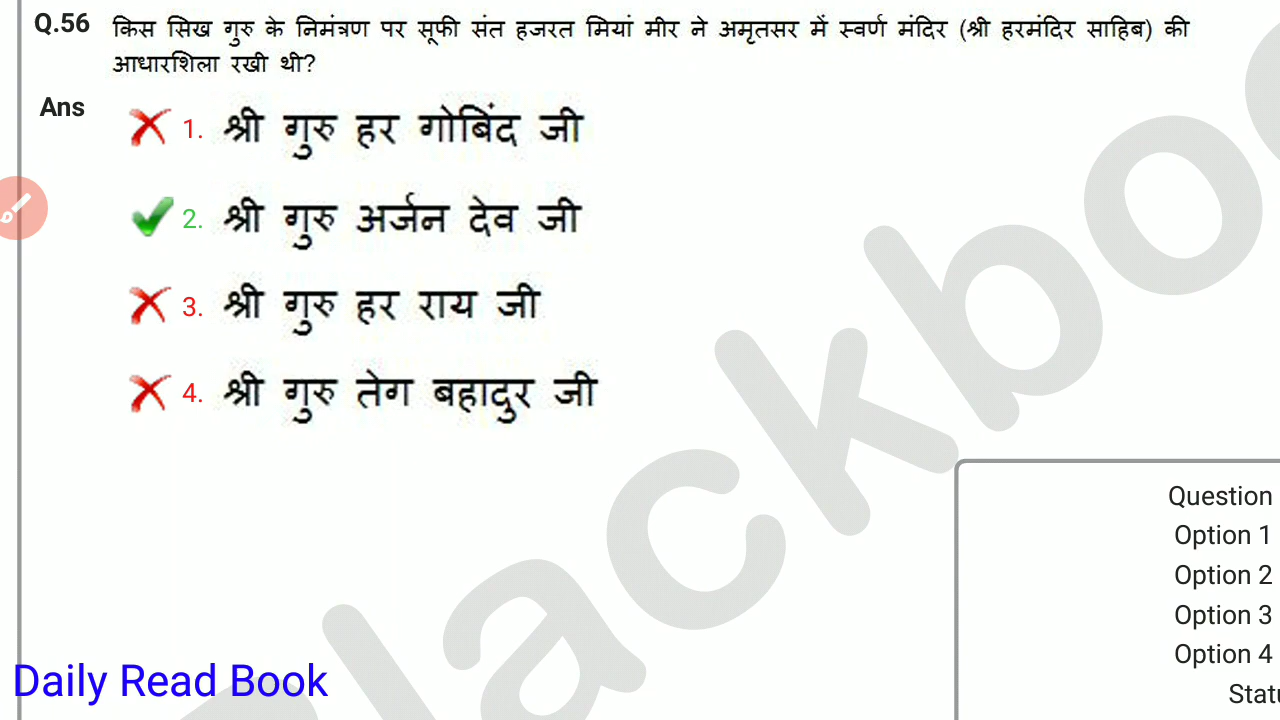 Q.56 किस सिख गुरु के निमंत्रण पर सूफी संत हजरत मियां मीर ने अमृतसर में स्वर्ण मंदिर (श्री हरमंदिर साहिब) की
आधारशिला रखी थी?
Ans
1. श्री गुरु हर गोबिंद जी
2. श्री गुरु अर्जन देव जी
3. श्री गुरु हर राय जी
4. श्री गुरु तेग बहादुर जी
Question
Option 1
Option 2
Option 3
Option 4
Daily Read Book